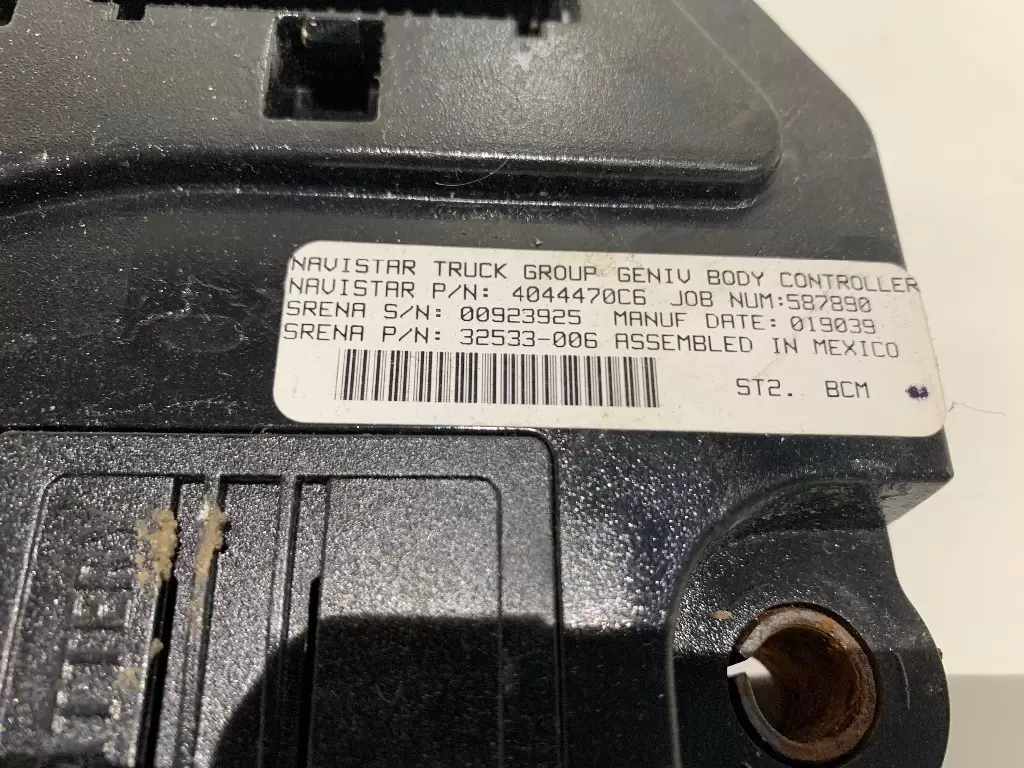 NAVISTAR TRUCK GROUP GENIV BODY CONTROLLER
NAVISTAR P/N: 4044470C6 JOB NUM:587890
SRENA S/N: 00923925 MANUF DATE: 019039
SRENA P/N: 32533-006 ASSEMBLED IN MEXICO
ST2. BCM